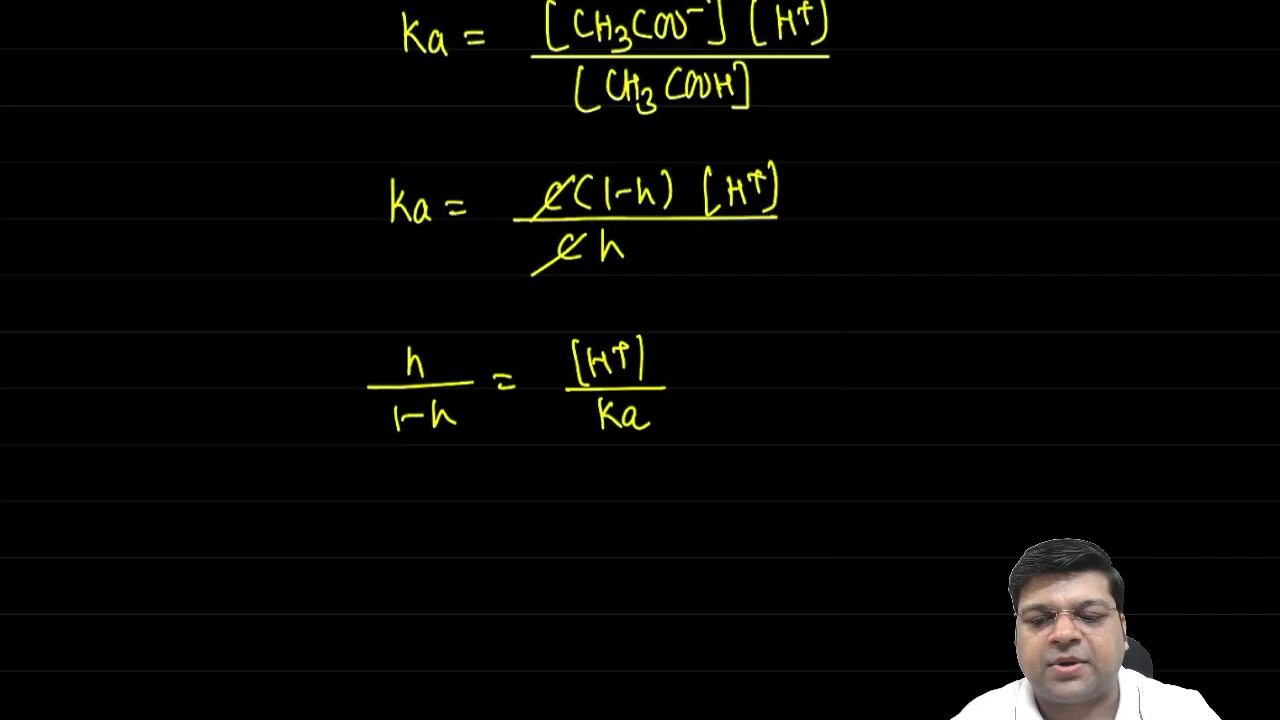 Ka = [CH3COO⁻] [H⁺] / [CH3COOH]
Ka = c(1-h) [H⁺] / c h
h / 1-h = [H⁺] / Ka